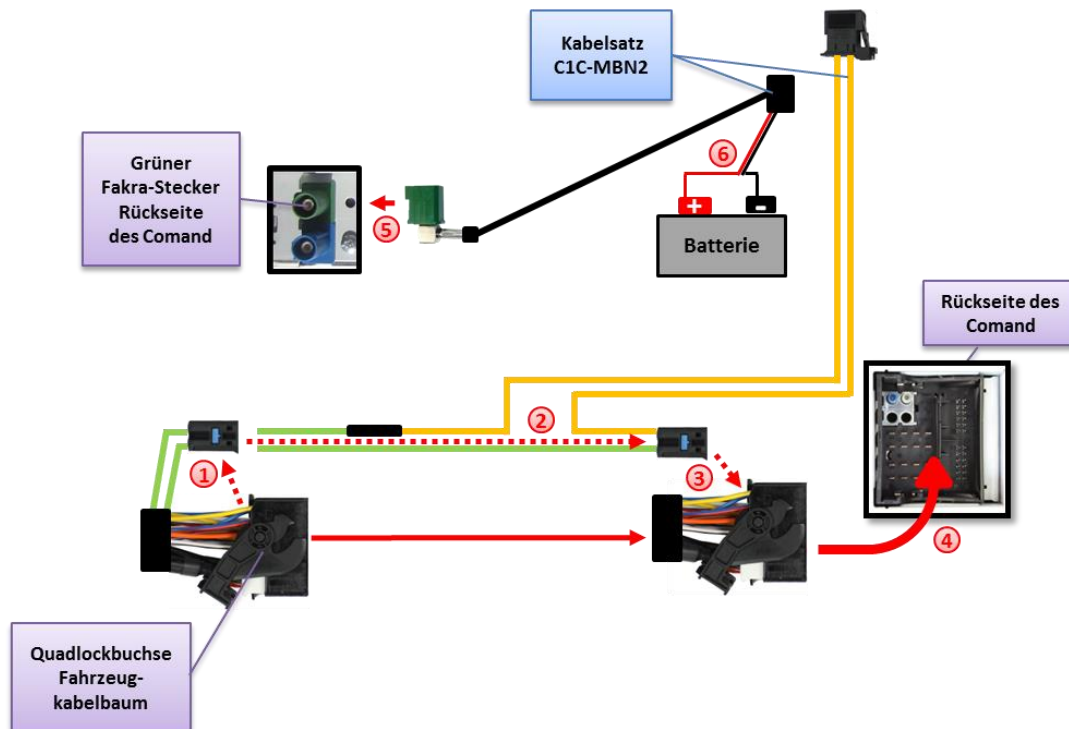 Kabelsatz
C1C-MBN2
Grüner
Fakra-Stecker
Rückseite
des Comand
6
5
+
-
Batterie
Rückseite des
Comand
2
1
3
4
Quadlockbuchse
Fahrzeug-
kabelbaum